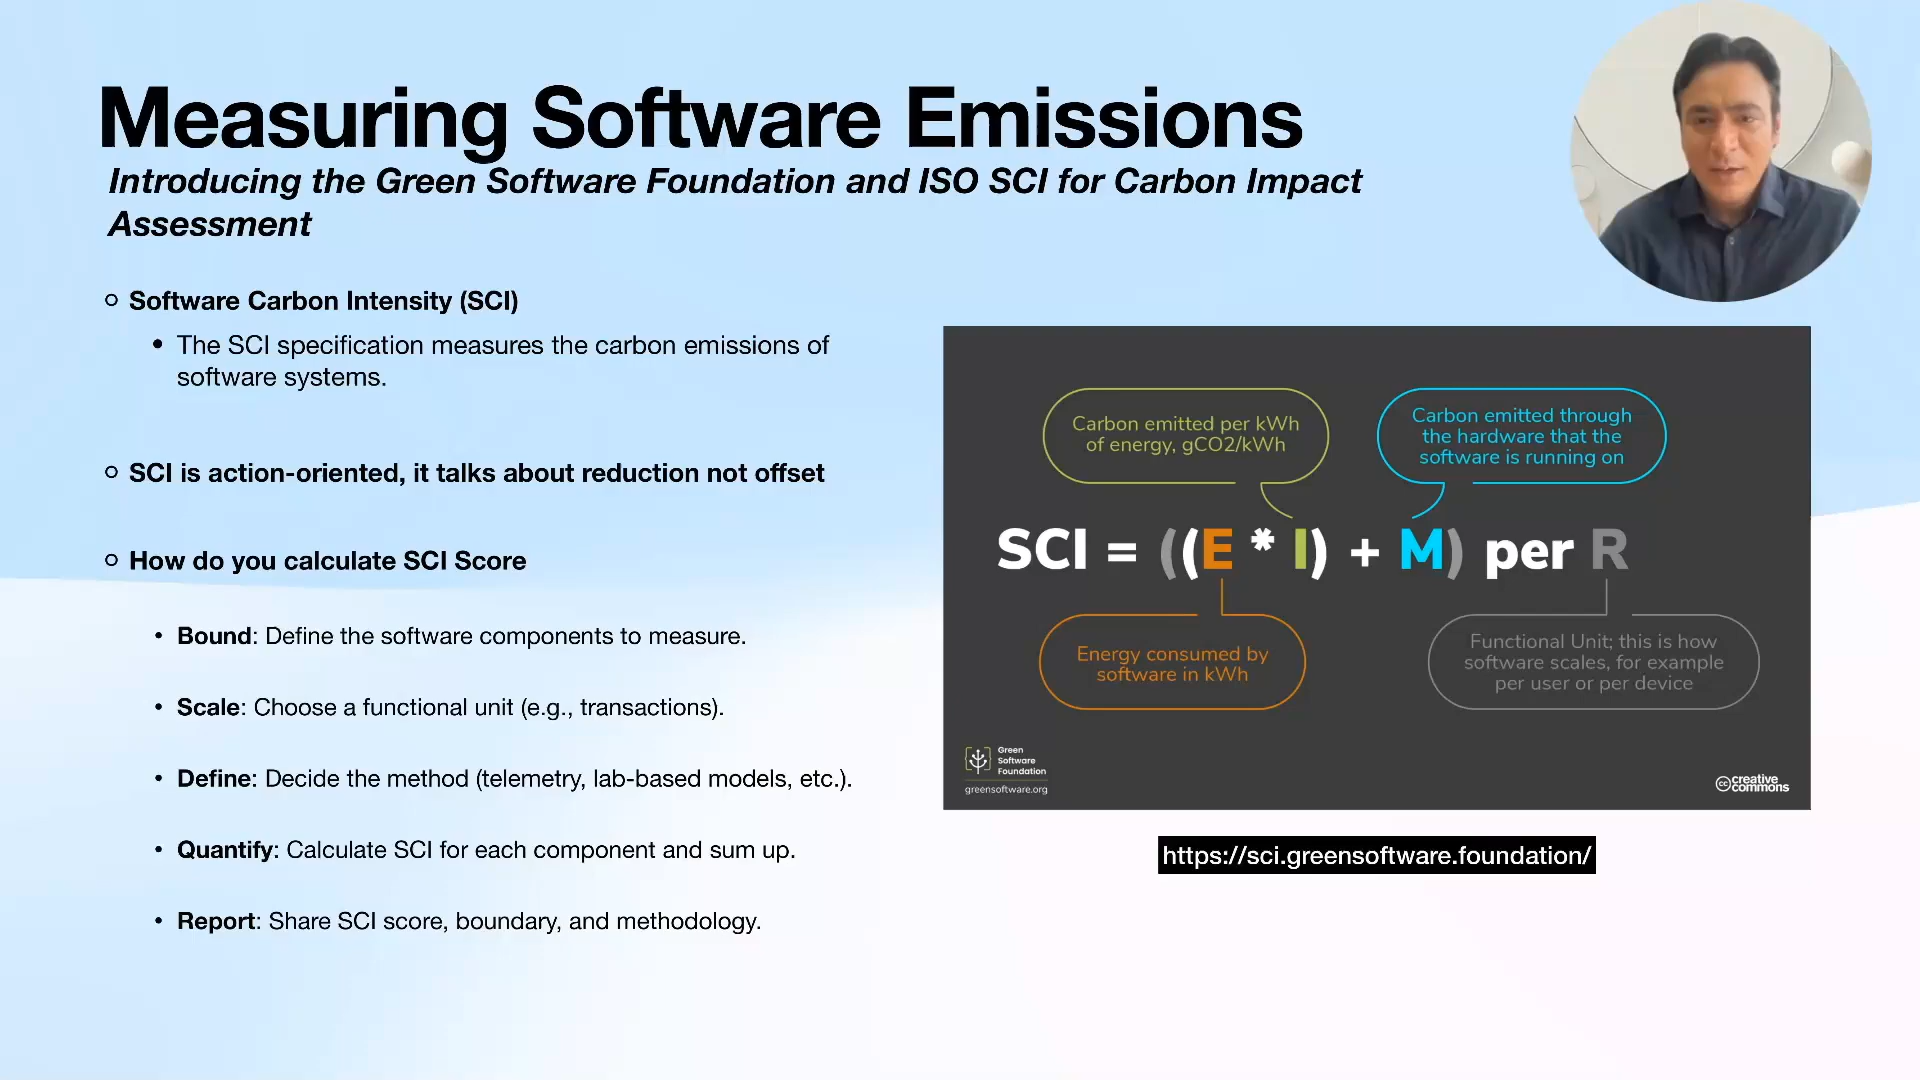 Measuring Software Emissions
Introducing the Green Software Foundation and ISO SCI for Carbon Impact
Assessment
Software Carbon Intensity (SCI)
The SCI specification measures the carbon emissions of
software systems.
SCI is action-oriented, it talks about reduction not offset
How do you calculate SCI Score
Bound: Define the software components to measure.
Scale: Choose a functional unit (e.g., transactions).
Define: Decide the method (telemetry, lab-based models, etc.).
Quantify: Calculate SCI for each component and sum up.
Report: Share SCI score, boundary, and methodology.
Carbon emitted per kWh
of energy, gCO2/kWh
Carbon emitted through
the hardware that the
software is running on
SCI = ((E * I) + M) per R
Energy consumed by
software in kWh
Functional Unit; this is how
software scales, for example
per user or per device
Green
Software
Foundation
greensoftware.org
cc creative
commons
https://sci.greensoftware.foundation/